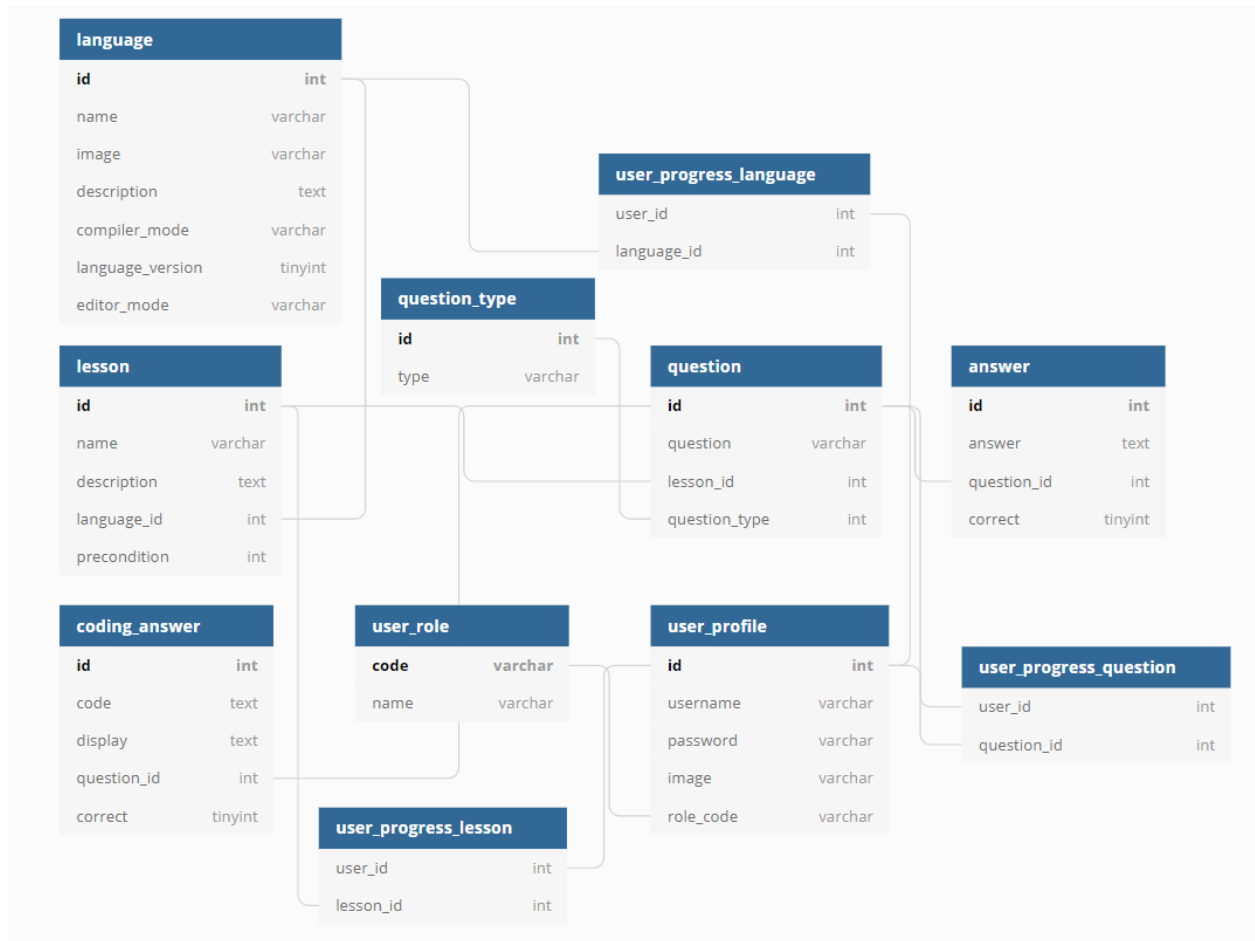 language
id int
name varchar
image varchar
description text
compiler_mode varchar
language_version tinyint
editor_mode varchar
user_progress_language
user_id int
language_id int
question_type
id int
type varchar
lesson
id int
name varchar
description text
language_id int
precondition int
question
id int
question varchar
lesson_id int
question_type int
answer
id int
answer text
question_id int
correct tinyint
coding_answer
id int
code text
display text
question_id int
correct tinyint
user_role
code varchar
name varchar
user_profile
id int
username varchar
password varchar
image varchar
role_code varchar
user_progress_question
user_id int
question_id int
user_progress_lesson
user_id int
lesson_id int